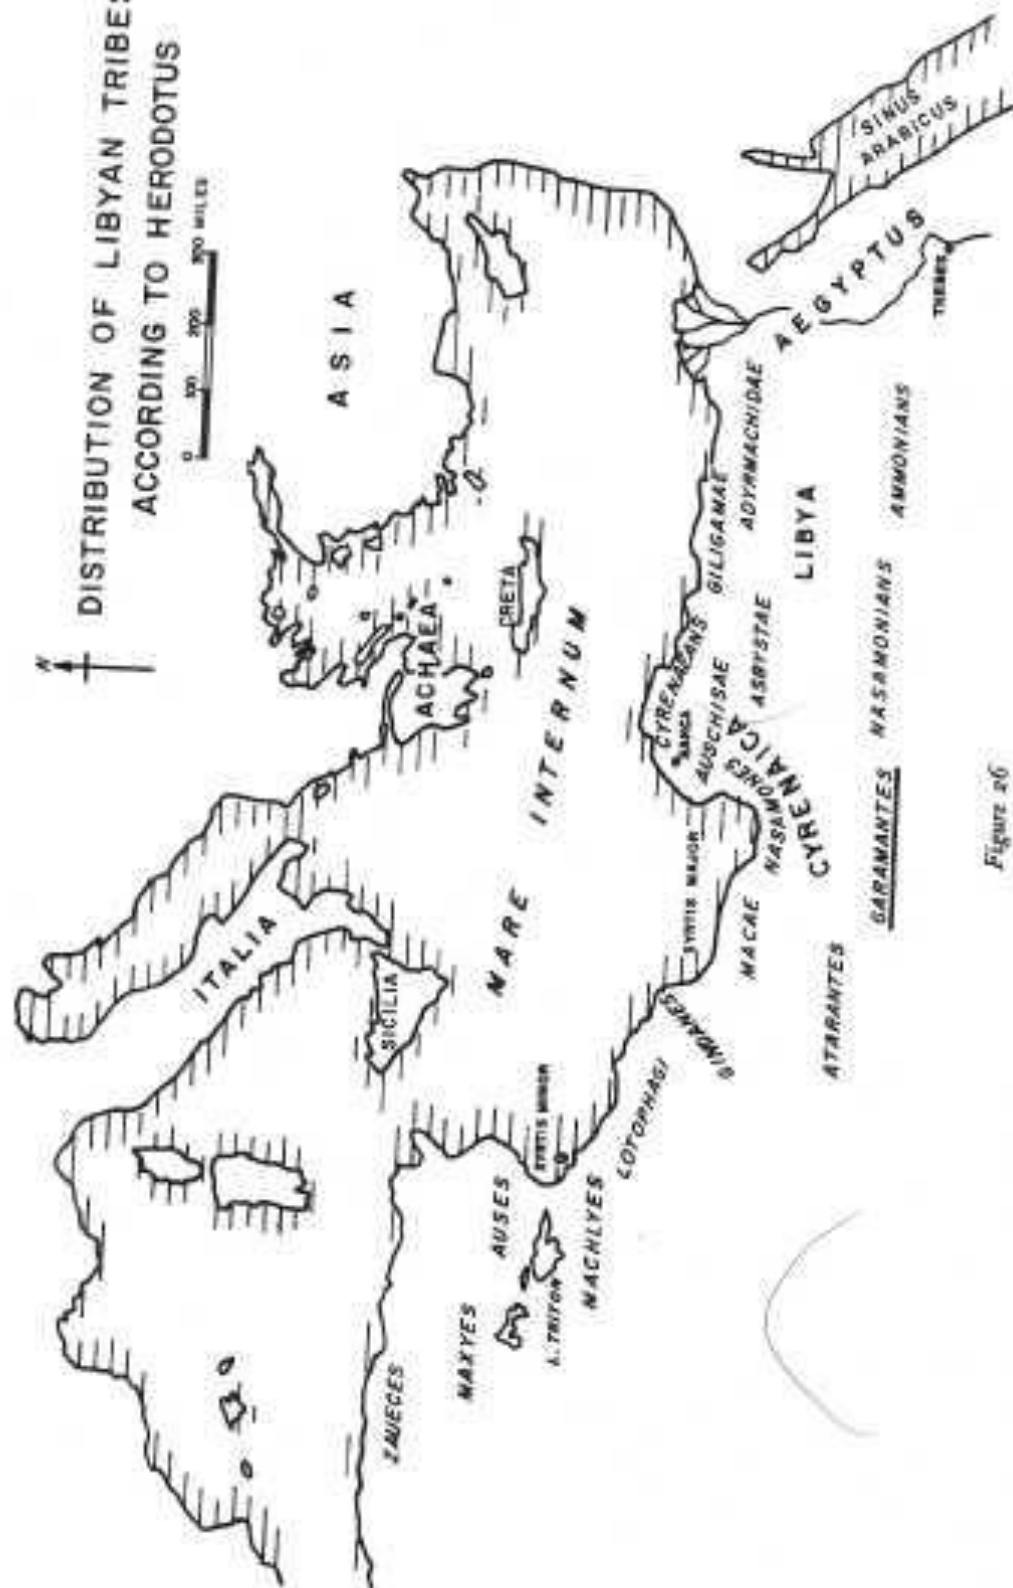 DISTRIBUTION OF LIBYAN TRIBES
ACCORDING TO HERODOTUS
0 100 200 300 MILES
N
ASIA
ITALIA
ACHAEA
SICILIA
CRETA
MARE INTERNUM
SYRTIS MINOR
SYRTIS MAJOR
ZAUECES
MAXYES
AUSES
L. TRITON
MACHLYES
LOTOPHAGI
GINDANES
MACAE
NASAMONES
CYRENAICA
CYRENAEANS
BARCA
AUSCHISAE
ASBYSTAE
GILIGAMAE
ADYRMACHIDAE
LIBYA
AEGYPTUS
THEBES
SINUS
ARABICUS
ATARANTES
GARAMANTES
NASAMONIANS
AMMONIANS
Figure 26